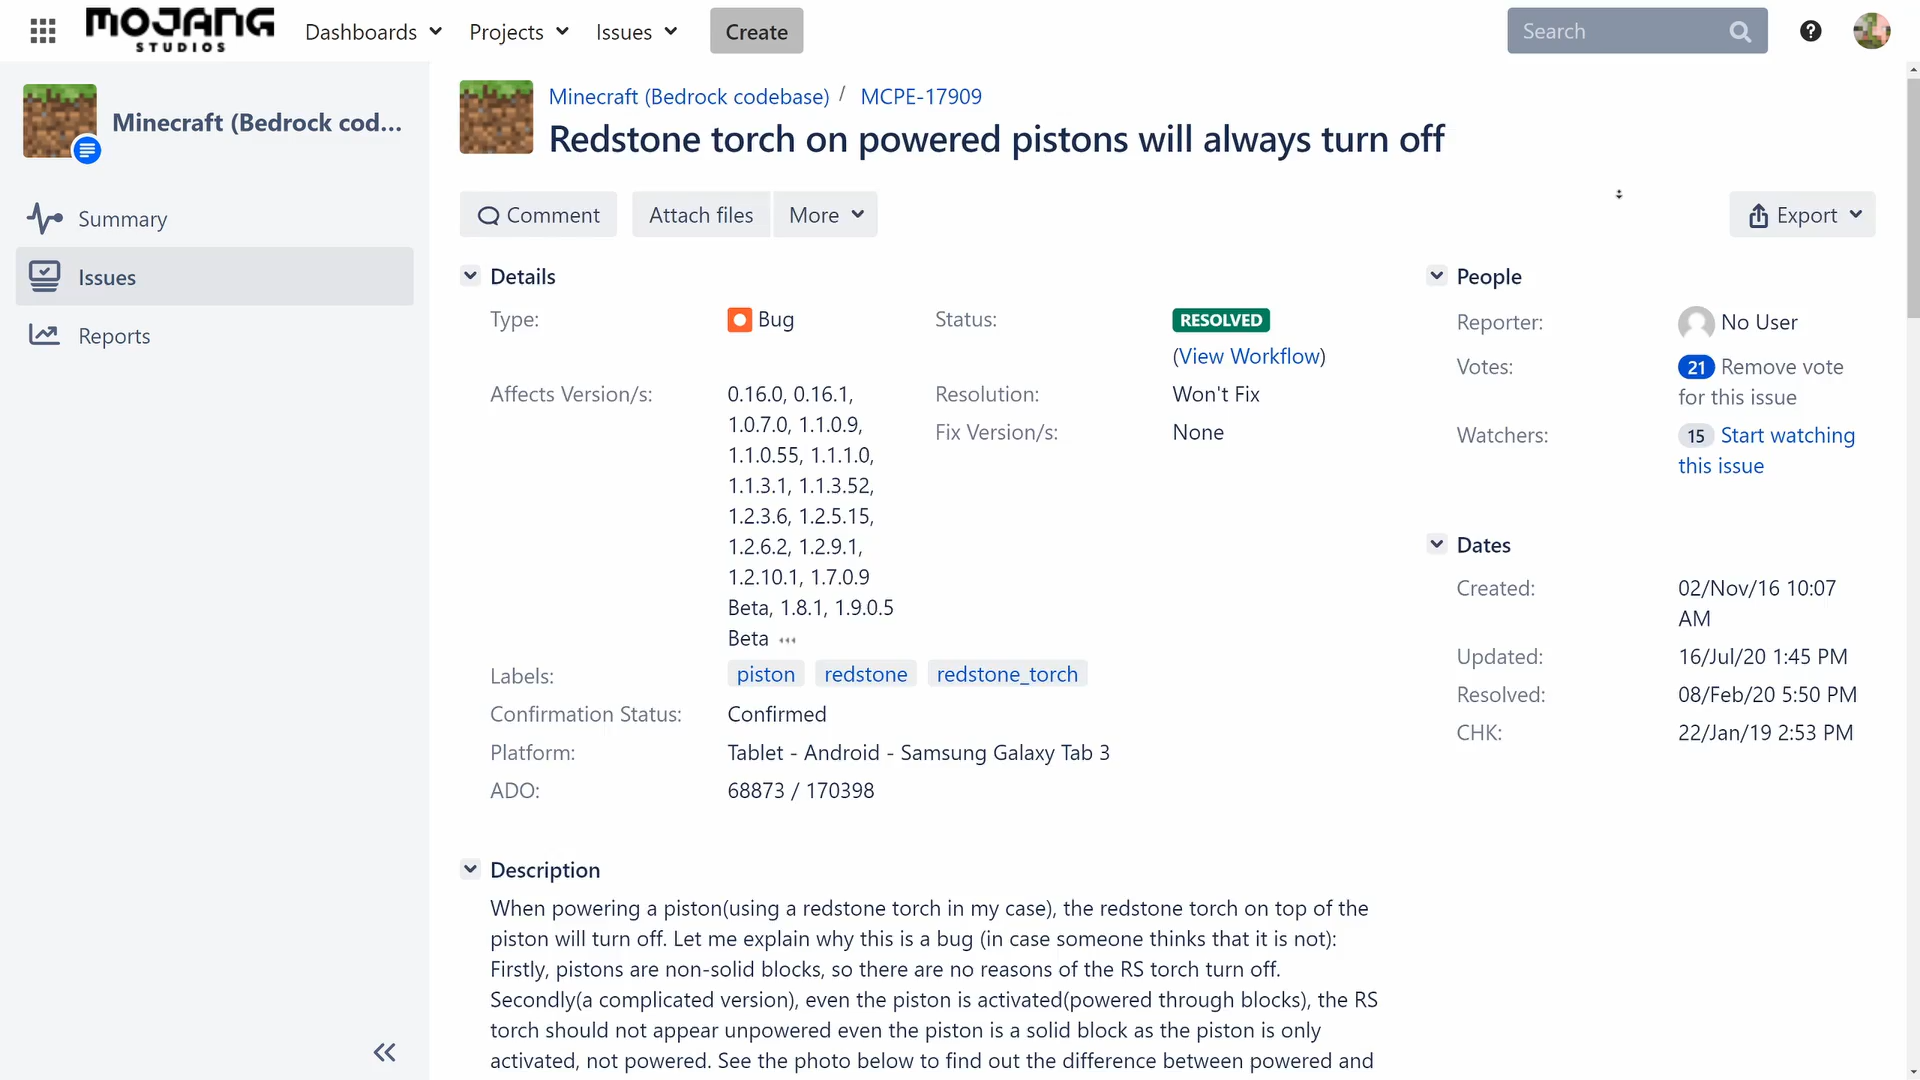 MOJANG
STUDIOS
Dashboards
Projects
Issues
Create
Search
Minecraft (Bedrock cod...
Summary
Issues
Reports
Minecraft (Bedrock codebase) / MCPE-17909
Redstone torch on powered pistons will always turn off
Comment
Attach files
More
Export
Details
Type:
Bug
Status:
RESOLVED
(View Workflow)
Affects Version/s:
0.16.0, 0.16.1,
1.0.7.0, 1.1.0.9,
1.1.0.55, 1.1.1.0,
1.1.3.1, 1.1.3.52,
1.2.3.6, 1.2.5.15,
1.2.6.2, 1.2.9.1,
1.2.10.1, 1.7.0.9
Beta, 1.8.1, 1.9.0.5
Beta
Resolution:
Won't Fix
Fix Version/s:
None
Labels:
piston redstone redstone_torch
Confirmation Status:
Confirmed
Platform:
Tablet - Android - Samsung Galaxy Tab 3
ADO:
68873 / 170398
Description
When powering a piston(using a redstone torch in my case), the redstone torch on top of the
piston will turn off. Let me explain why this is a bug (in case someone thinks that it is not):
Firstly, pistons are non-solid blocks, so there are no reasons of the RS torch turn off.
Secondly(a complicated version), even the piston is activated(powered through blocks), the RS
torch should not appear unpowered even the piston is a solid block as the piston is only
activated, not powered. See the photo below to find out the difference between powered and
People
Reporter:
No User
Votes:
21 Remove vote
for this issue
Watchers:
15 Start watching
this issue
Dates
Created:
02/Nov/16 10:07
AM
Updated:
16/Jul/20 1:45 PM
Resolved:
08/Feb/20 5:50 PM
CHK:
22/Jan/19 2:53 PM